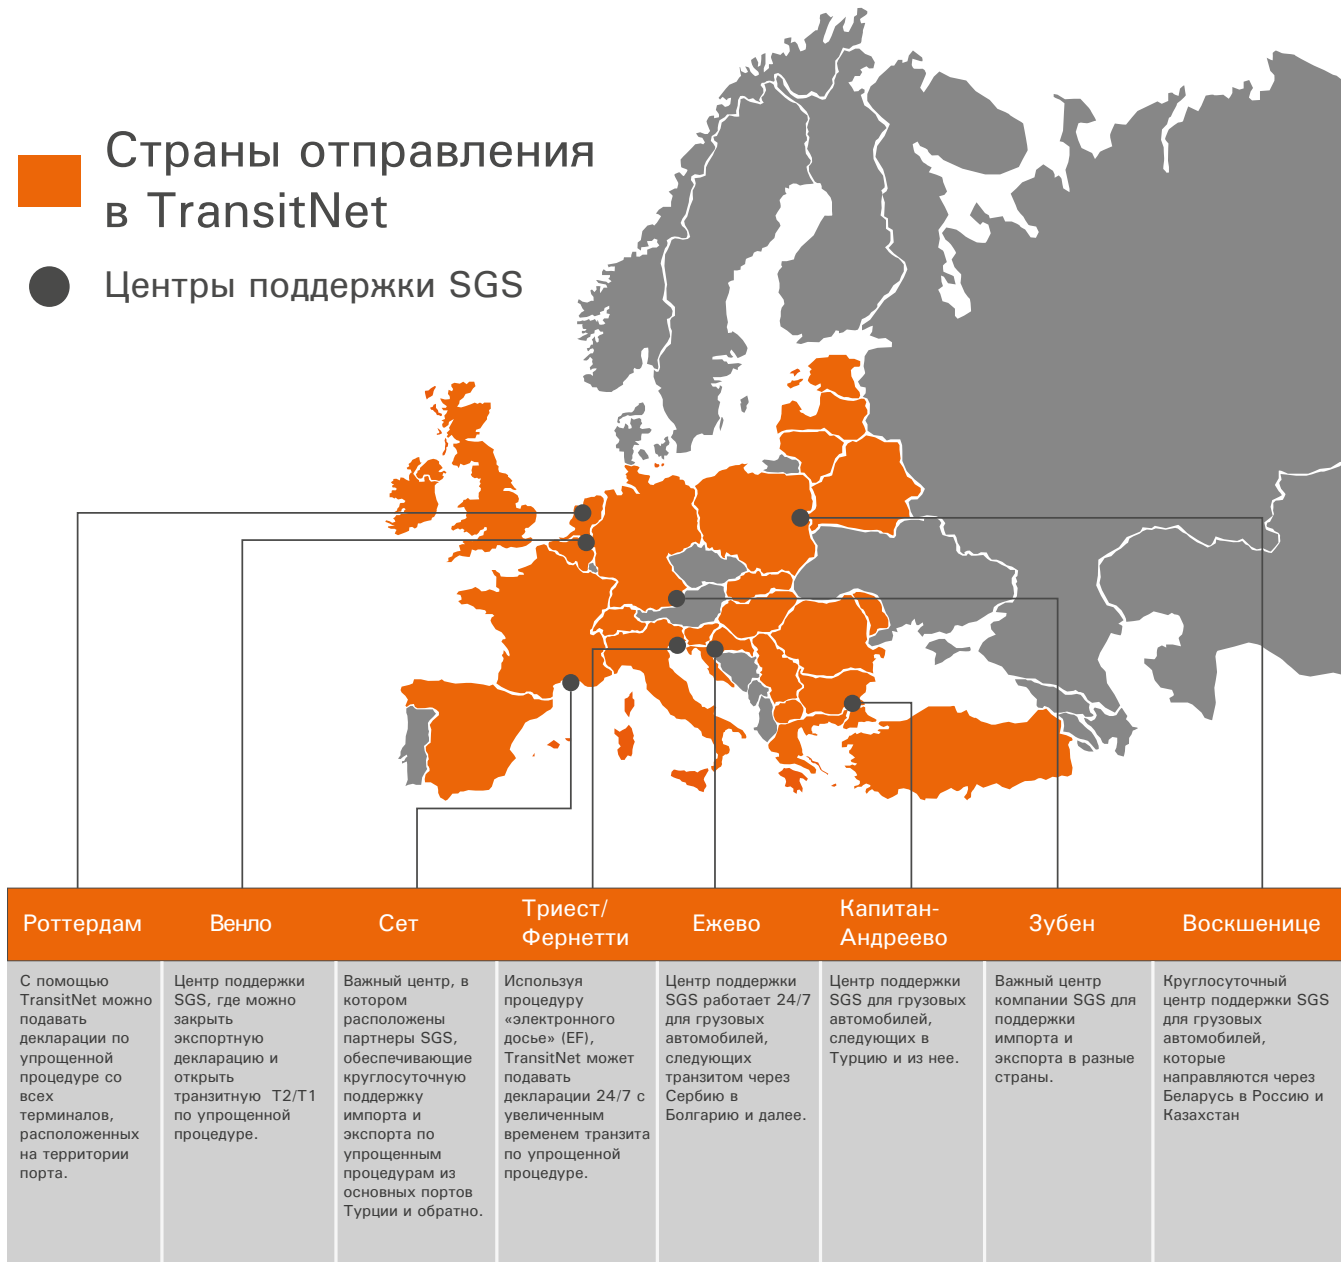 Страны отправления
в TransitNet
Центры поддержки SGS
Роттердам
Венло
Сет
Триест/
Фернетти
Ежево
Капитан-
Андреево
Зубен
Воскшенице
С помощью
TransitNet можно
подавать
декларации по
упрощенной
процедуре со
всех
терминалов,
расположенных
на территории
порта.
Центр поддержки
SGS, где можно
закрыть
экспортную
декларацию и
открыть
транзитную T2/T1
по упрощенной
процедуре.
Важный центр, в
котором
расположены
партнеры SGS,
обеспечивающие
круглосуточную
поддержку
импорта и
экспорта по
упрощенным
процедурам из
основных портов
Турции и обратно.
Используя
процедуру
«электронного
досье» (EF),
TransitNet может
подавать
декларации 24/7 с
увеличенным
временем транзита
по упрощенной
процедуре.
Центр поддержки
SGS работает 24/7
для грузовых
автомобилей,
следующих
транзитом через
Сербию в
Болгарию и далее.
Центр поддержки
SGS для грузовых
автомобилей,
следующих в
Турцию и из нее.
Важный центр
компании SGS для
поддержки
импорта и
экспорта в разные
страны.
Круглосуточный
центр поддержки SGS
для грузовых
автомобилей,
которые
направляются через
Беларусь в Россию и
Казахстан